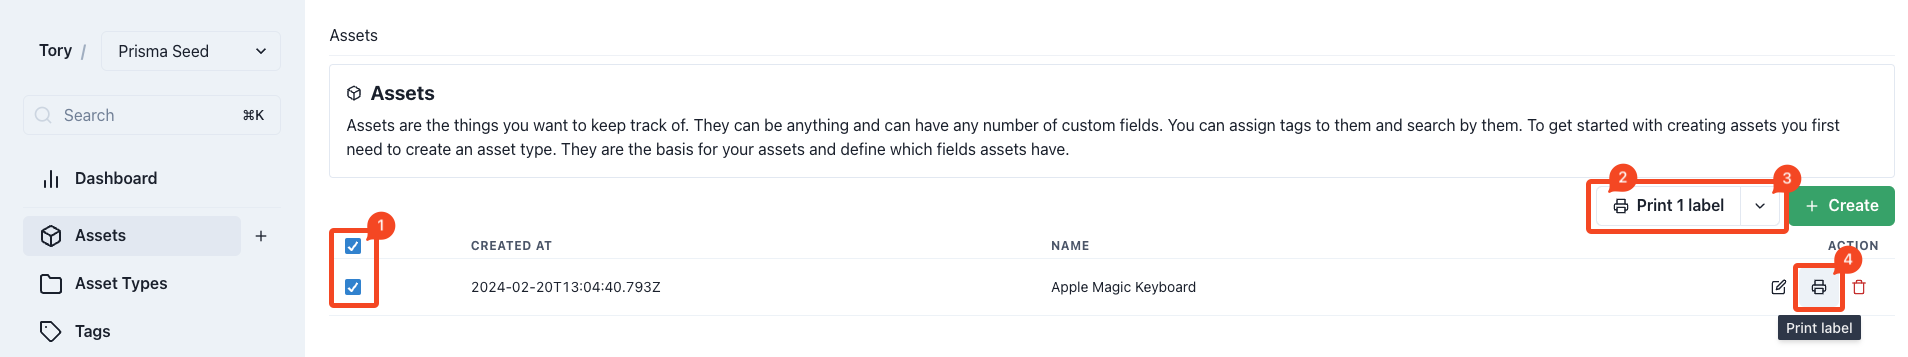 Tory / Prisma Seed
Search ⌘K
Dashboard
Assets +
Asset Types
Tags
Assets
Assets
Assets are the things you want to keep track of. They can be anything and can have any number of custom fields. You can assign tags to them and search by them. To get started with creating assets you first
need to create an asset type. They are the basis for your assets and define which fields assets have.
2 3
Print 1 label + Create
1
CREATED AT NAME ACTION
4
2024-02-20T13:04:40.793Z Apple Magic Keyboard
Print label